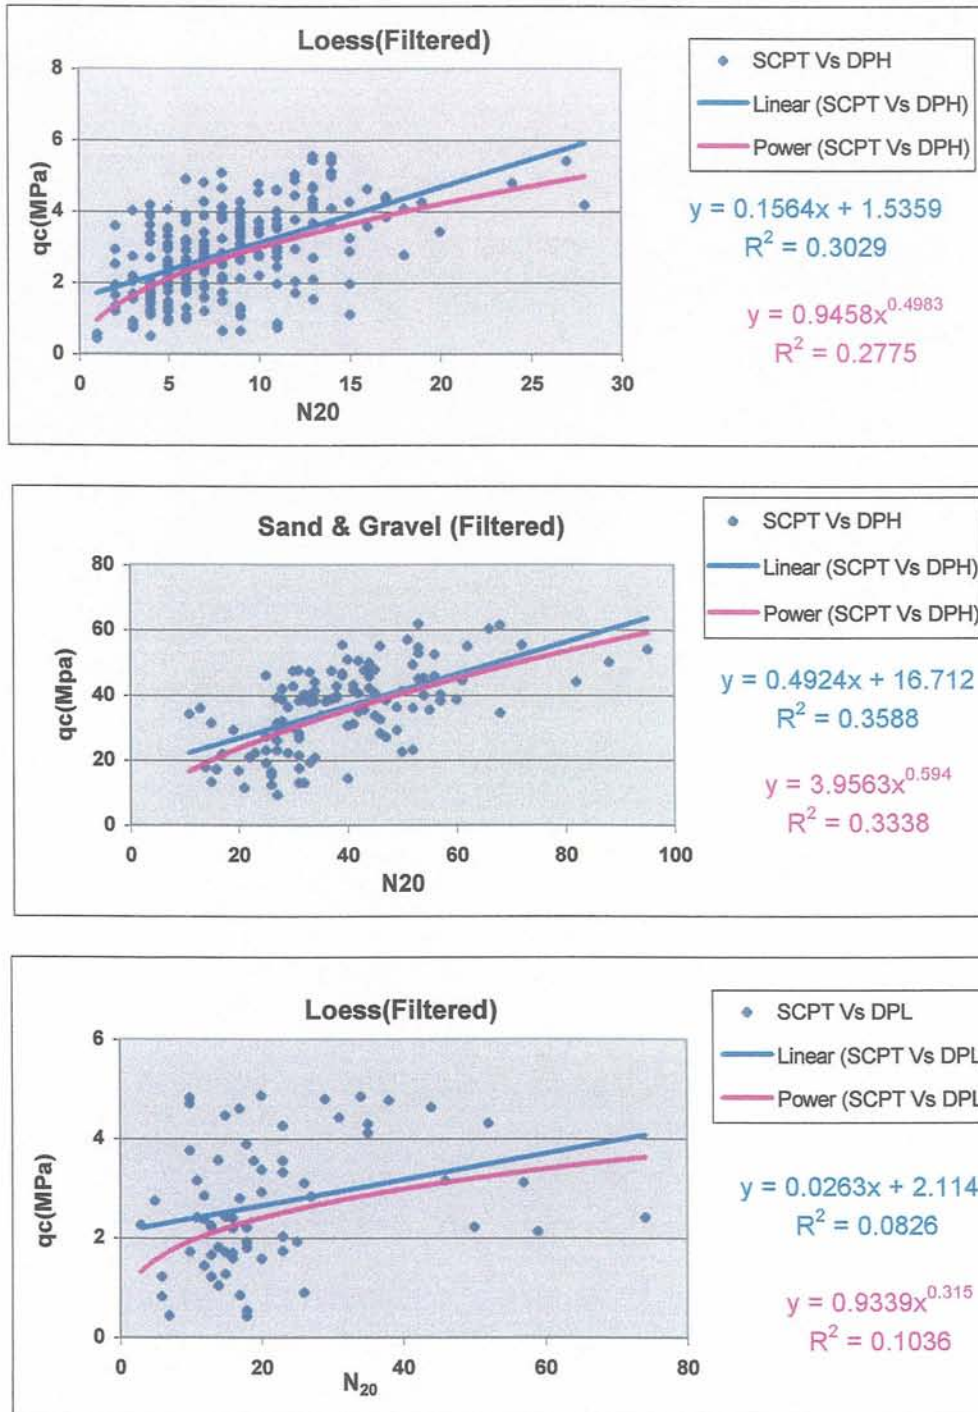 Loess(Filtered)
8
6
4
2
0
0 5 10 15 20 25 30
qc(MPa)
N20
SCPT Vs DPH
Linear (SCPT Vs DPH)
Power (SCPT Vs DPH)
y = 0.1564x + 1.5359
R² = 0.3029
y = 0.9458x^0.4983
R² = 0.2775
Sand & Gravel (Filtered)
80
60
40
20
0
0 20 40 60 80 100
qc(Mpa)
N20
SCPT Vs DPH
Linear (SCPT Vs DPH)
Power (SCPT Vs DPH)
y = 0.4924x + 16.712
R² = 0.3588
y = 3.9563x^0.594
R² = 0.3338
Loess(Filtered)
6
4
2
0
0 20 40 60 80
qc(MPa)
N₂₀
SCPT Vs DPL
Linear (SCPT Vs DPL
Power (SCPT Vs DPL
y = 0.0263x + 2.114
R² = 0.0826
y = 0.9339x^0.315
R² = 0.1036